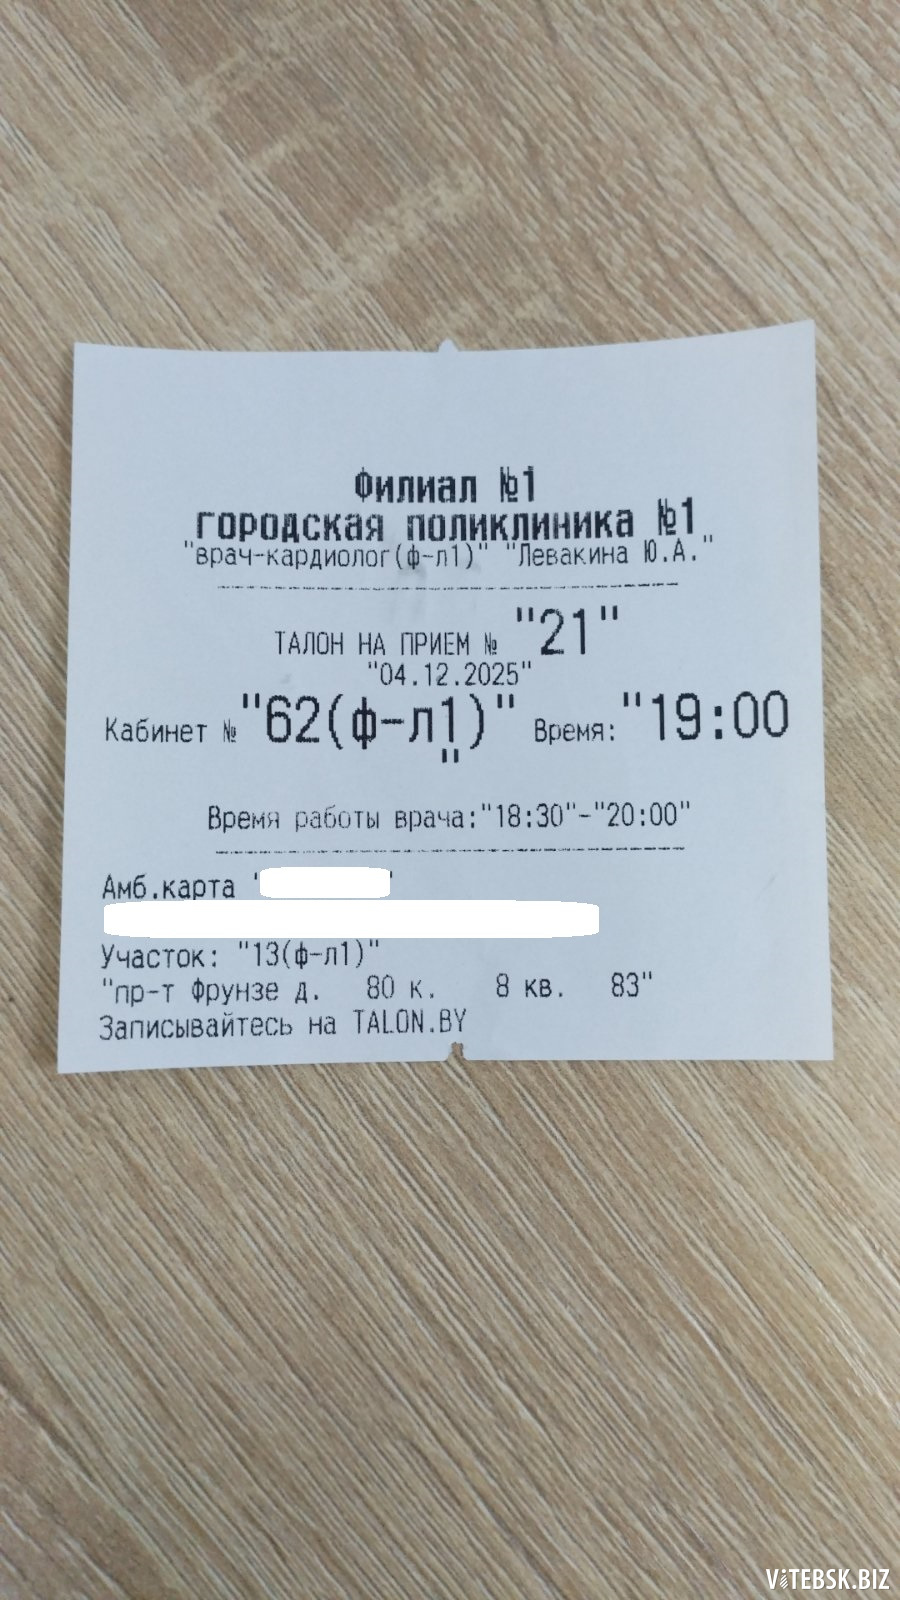 Филиал №1
городская поликлиника №1
"врач-кардиолог(ф-л1)" "Левакина Ю.А."
ТАЛОН НА ПРИЕМ № "21"
"04.12.2025"
Кабинет № "62(ф-л1)" Время: "19:00
"
Время работы врача:"18:30"-"20:00"
Амб.карта "
Участок: "13(ф-л1)"
"пр-т Фрунзе д. 80 к. 8 кв. 83"
Записывайтесь на TALON.BY
ViTEBSK.BIZ